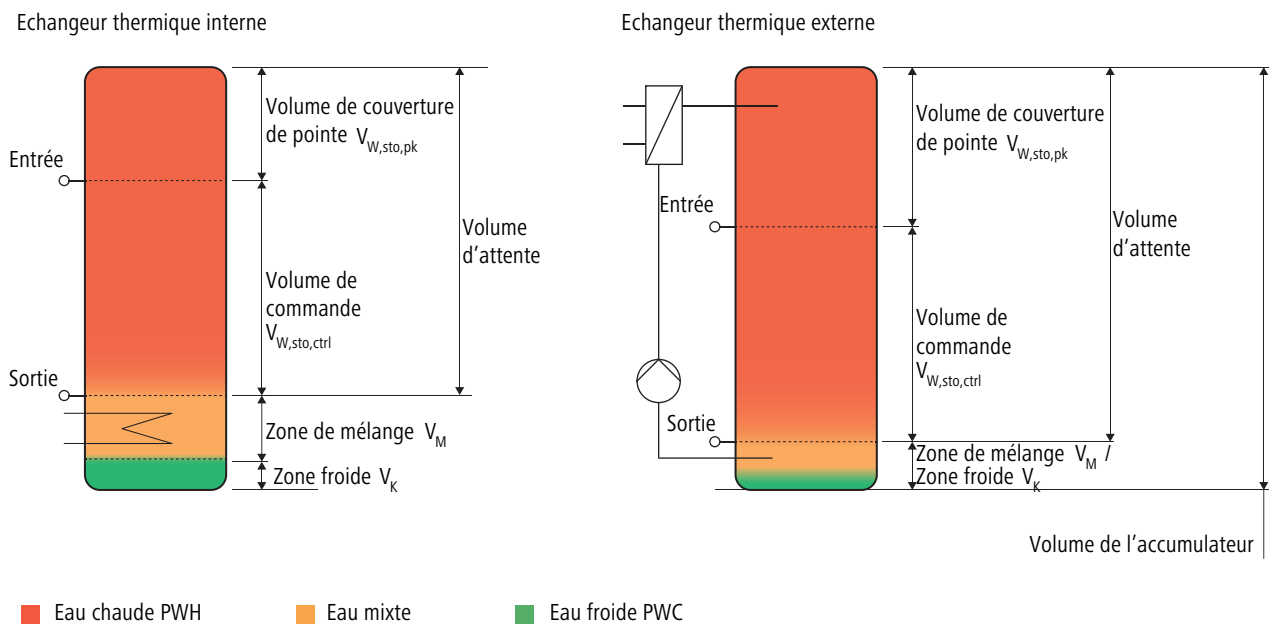 Echangeur thermique interne
Volume de couverture
de pointe V_W,sto,pk
Entrée
Volume
d'attente
Volume de
commande
V_W,sto,ctrl
Sortie
Zone de mélange V_M
Zone froide V_K
Echangeur thermique externe
Volume de couverture
de pointe V_W,sto,pk
Entrée
Volume
d'attente
Volume de
commande
V_W,sto,ctrl
Sortie
Zone de mélange V_M /
Zone froide V_K
Volume de l'accumulateur
Eau chaude PWH
Eau mixte
Eau froide PWC